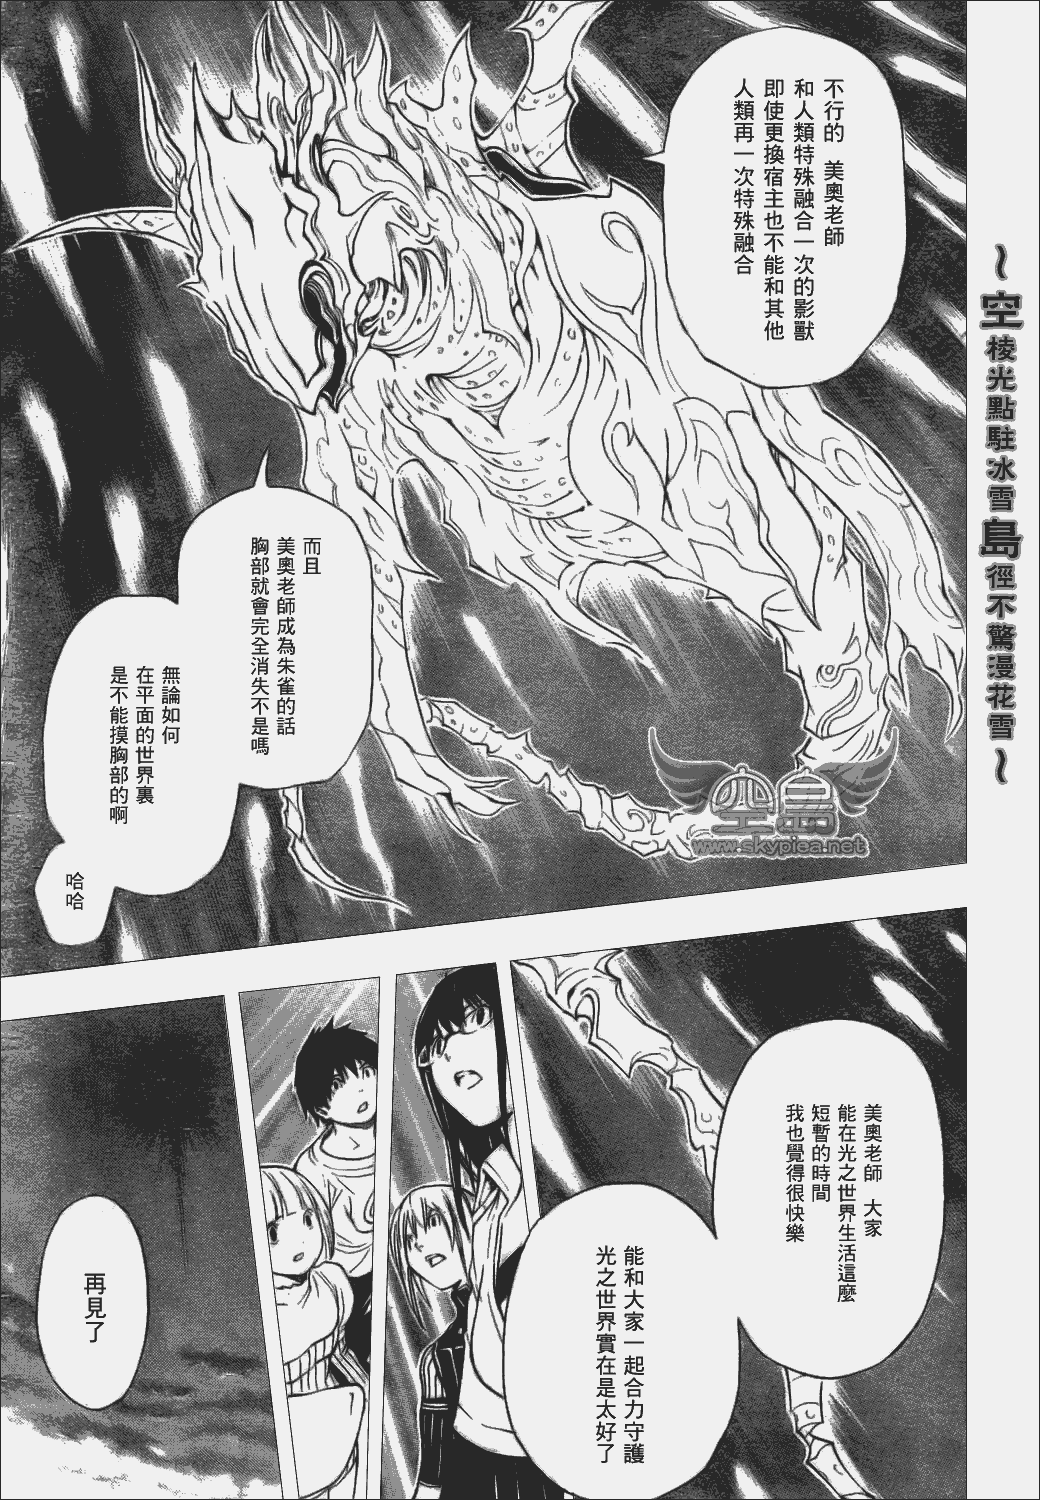 ～空棱光點駐冰雪島徑不驚漫花雪～
不行的 美奧老師
和人類特殊融合一次的影獸
即使更換宿主也不能和其他
人類再一次特殊融合
而且
美奧老師成為朱雀的話
胸部就會完全消失不是嗎
無論如何
在平面的世界裏
是不能摸胸部的啊
哈哈
空島
www.skypiea.net
美奧老師 大家
能在光之世界生活這麼
短暫的時間
我也覺得很快樂
能和大家一起合力守護
光之世界實在是太好了
再見了